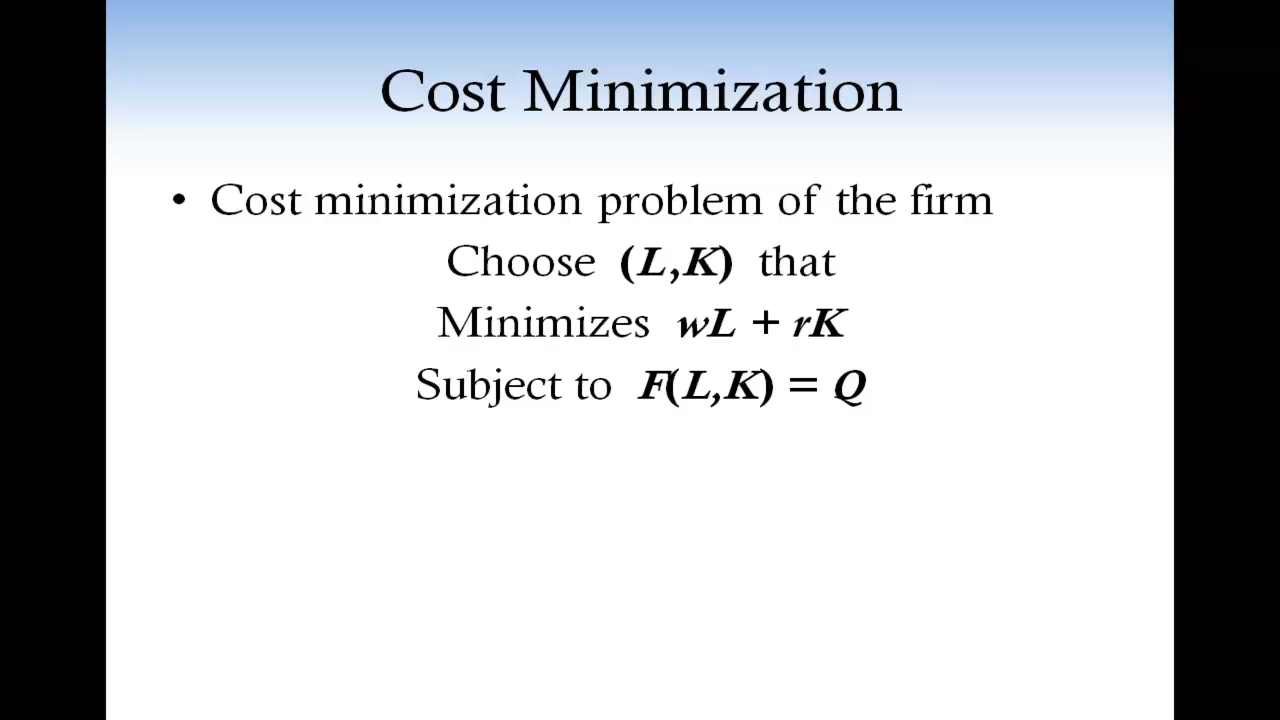 Cost Minimization
• Cost minimization problem of the firm
Choose (L,K) that
Minimizes wL + rK
Subject to F(L,K) = Q